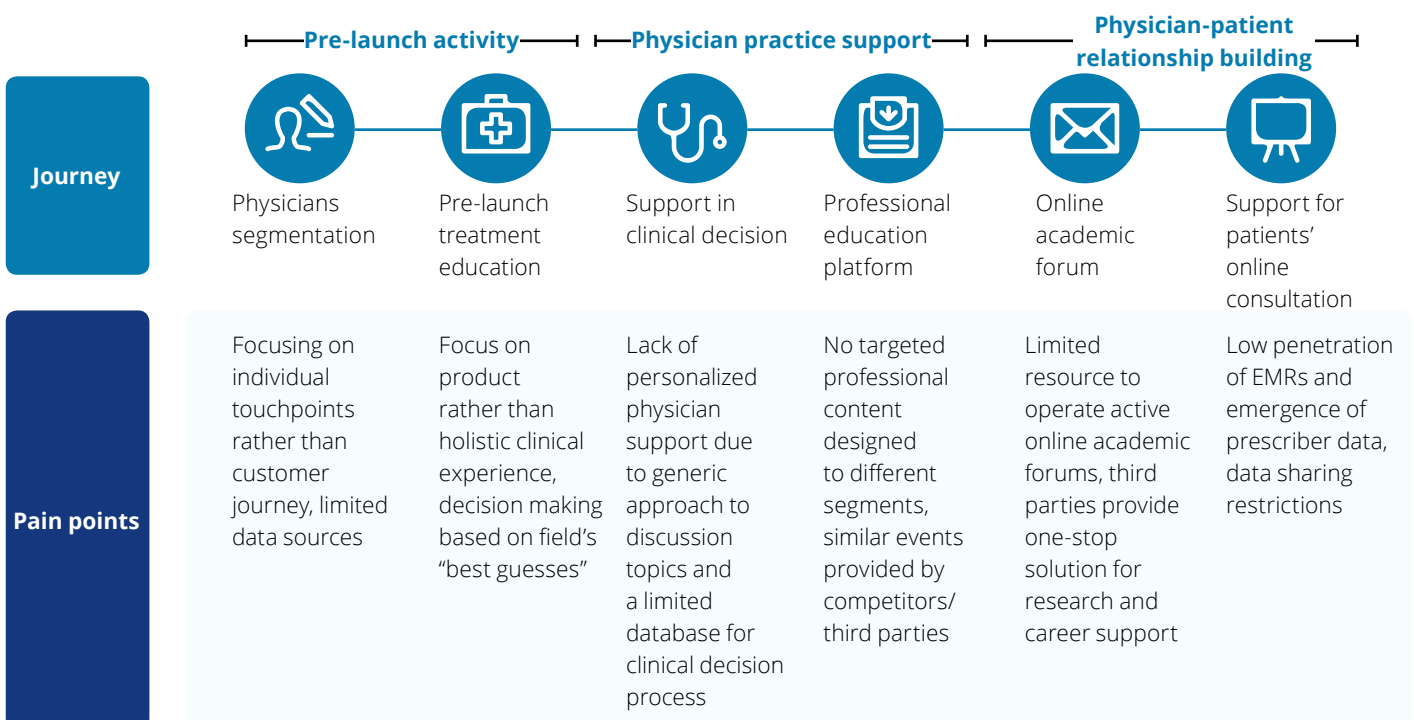 Pre-launch activity
Physician practice support
Physician-patient
relationship building
Journey
Physicians
segmentation
Pre-launch
treatment
education
Support in
clinical decision
Professional
education
platform
Online
academic
forum
Support for
patients’
online
consultation
Pain points
Focusing on
individual
touchpoints
rather than
customer
journey, limited
data sources
Focus on
product
rather than
holistic clinical
experience,
decision making
based on field’s
“best guesses”
Lack of
personalized
physician
support due
to generic
approach to
discussion
topics and
a limited
database for
clinical decision
process
No targeted
professional
content
designed
to different
segments,
similar events
provided by
competitors/
third parties
Limited
resource to
operate active
online academic
forums, third
parties provide
one-stop
solution for
research and
career support
Low penetration
of EMRs and
emergence of
prescriber data,
data sharing
restrictions